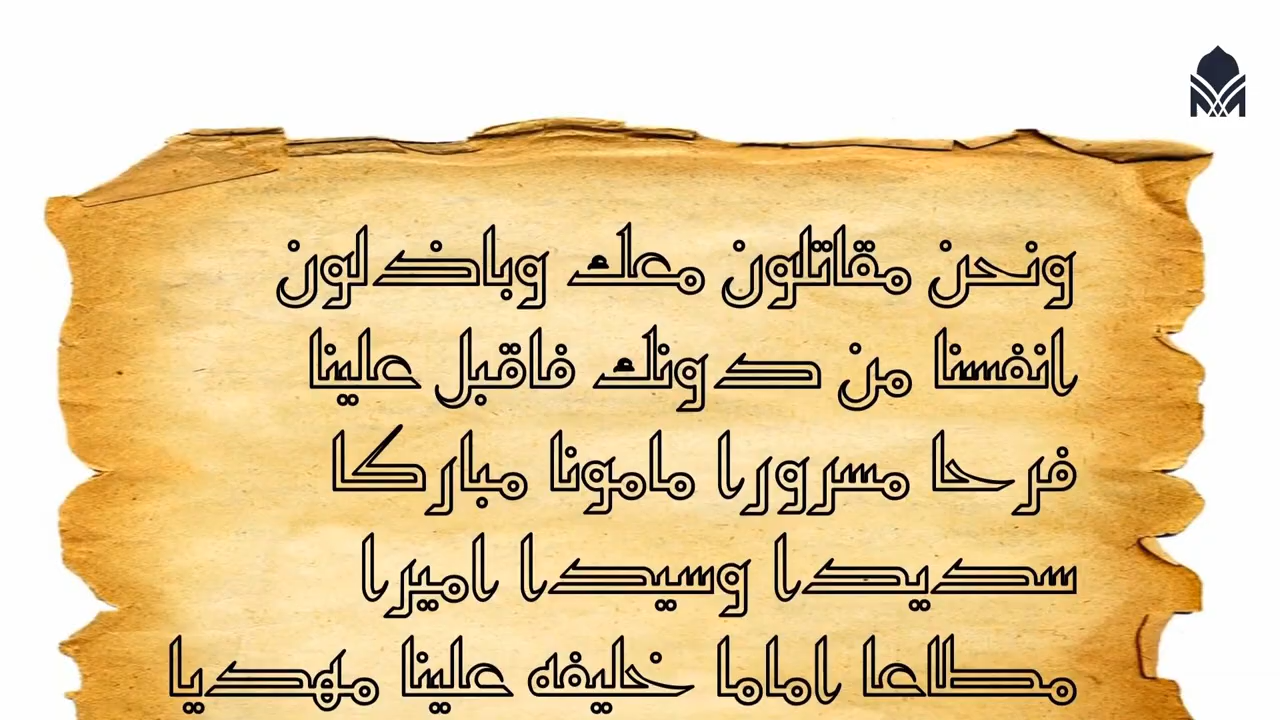 ونحن مقاتلون معك وباذلون
انفسنا من دونك فاقبل علينا
فرحا مسرورا مامونا مباركا
سديدا وسيدا اميرا
مطاعا اماما خليفه علينا مهديا